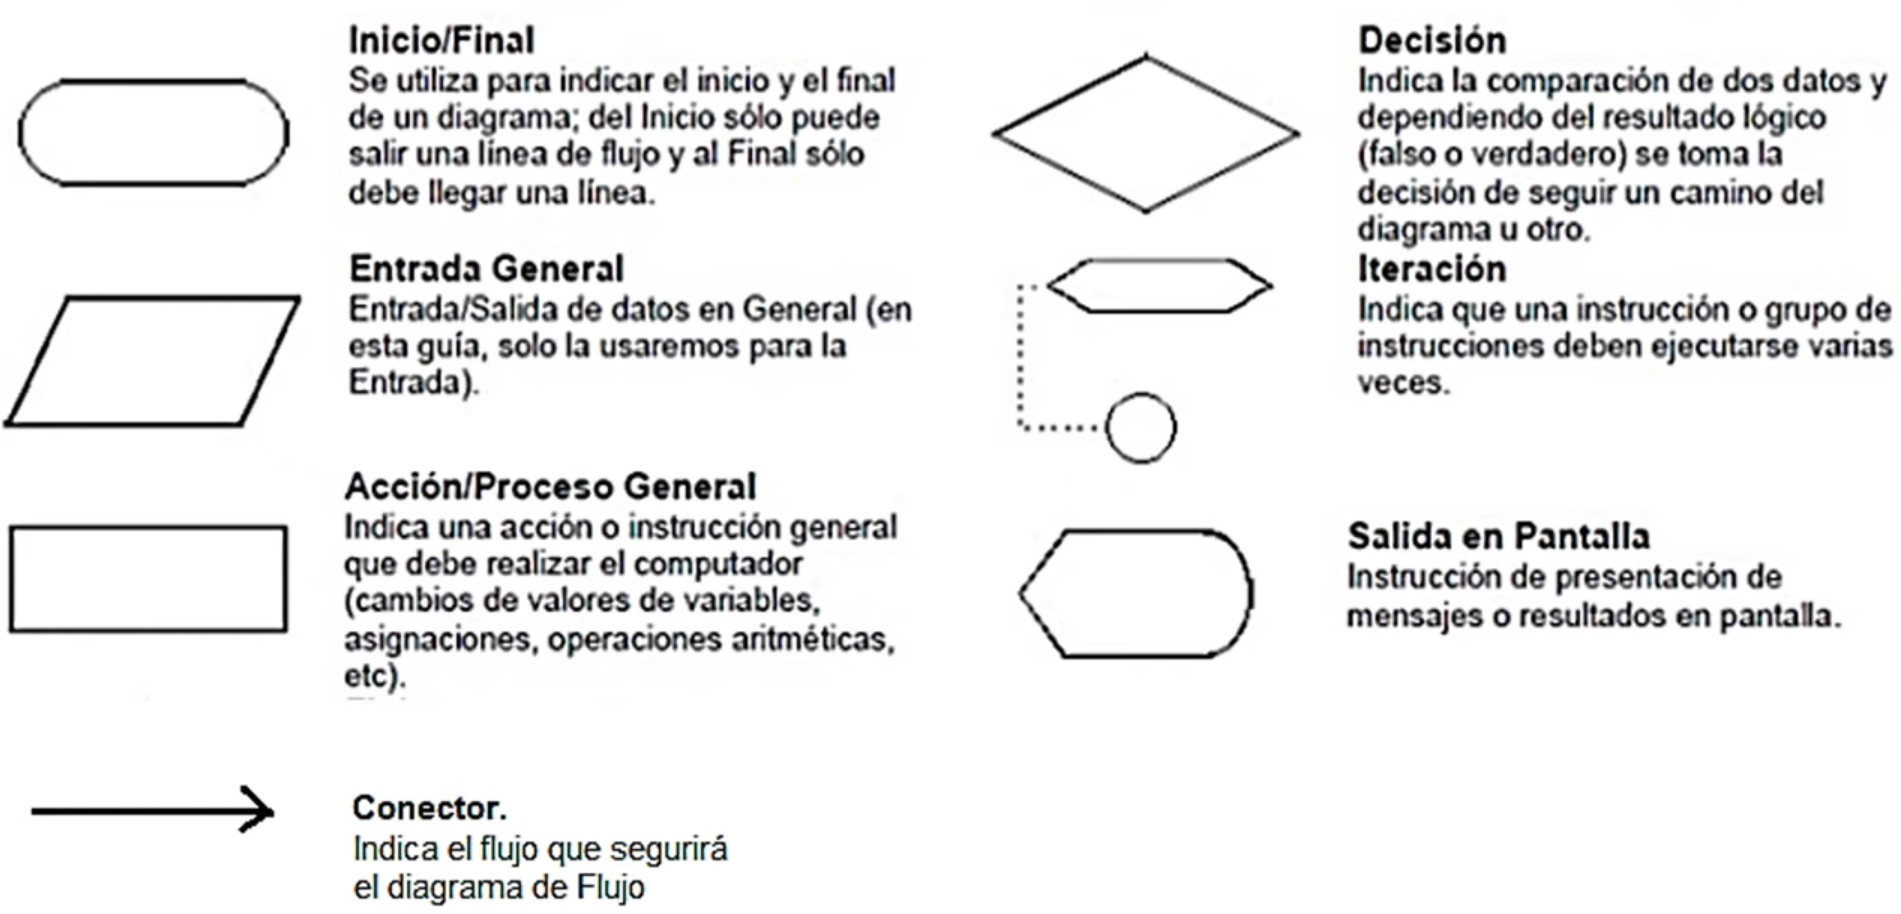 Inicio/Final
Se utiliza para indicar el inicio y el final
de un diagrama; del Inicio sólo puede
salir una línea de flujo y al Final sólo
debe llegar una línea.
Entrada General
Entrada/Salida de datos en General (en
esta guía, solo la usaremos para la
Entrada).
Acción/Proceso General
Indica una acción o instrucción general
que debe realizar el computador
(cambios de valores de variables,
asignaciones, operaciones aritméticas,
etc).
Conector.
Indica el flujo que segurirá
el diagrama de Flujo
Decisión
Indica la comparación de dos datos y
dependiendo del resultado lógico
(falso o verdadero) se toma la
decisión de seguir un camino del
diagrama u otro.
Iteración
Indica que una instrucción o grupo de
instrucciones deben ejecutarse varias
veces.
Salida en Pantalla
Instrucción de presentación de
mensajes o resultados en pantalla.